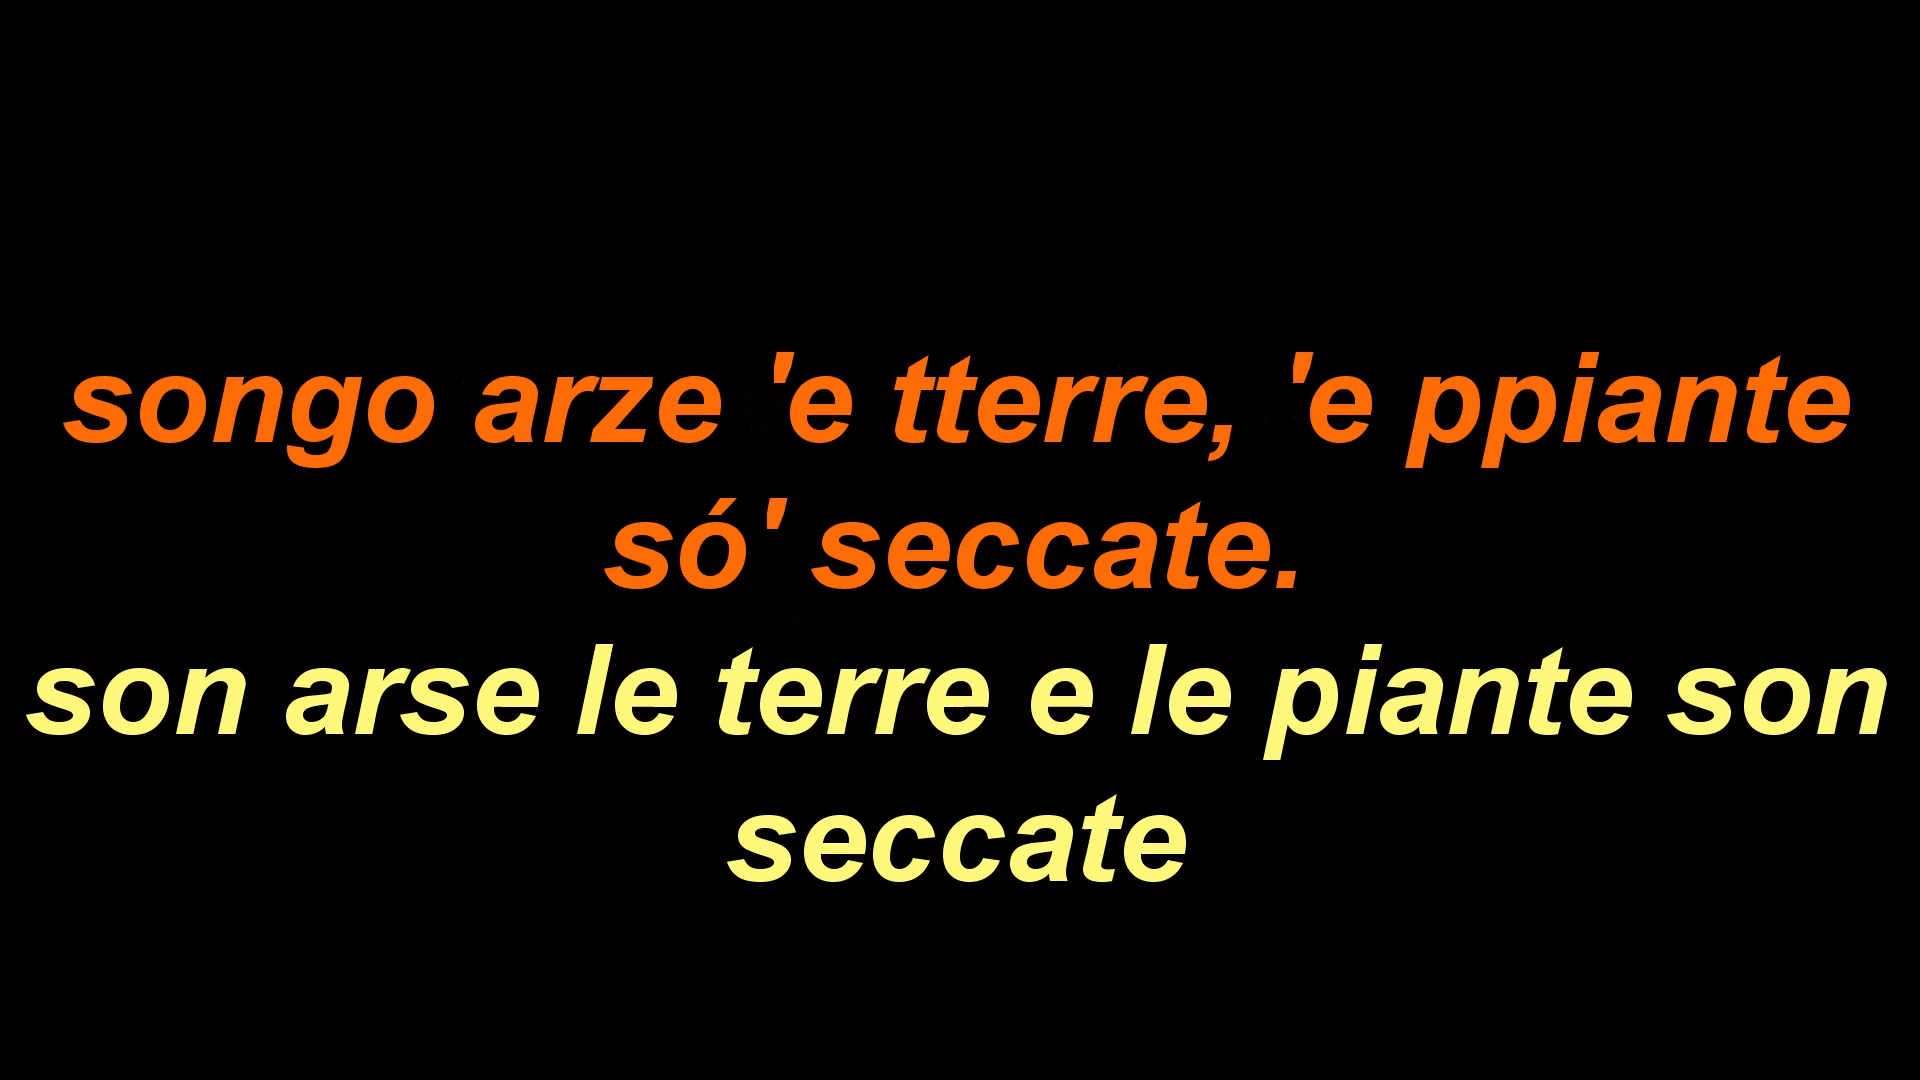 songo arze 'e tterre, 'e ppiante
só' seccate.
son arse le terre e le piante son
seccate